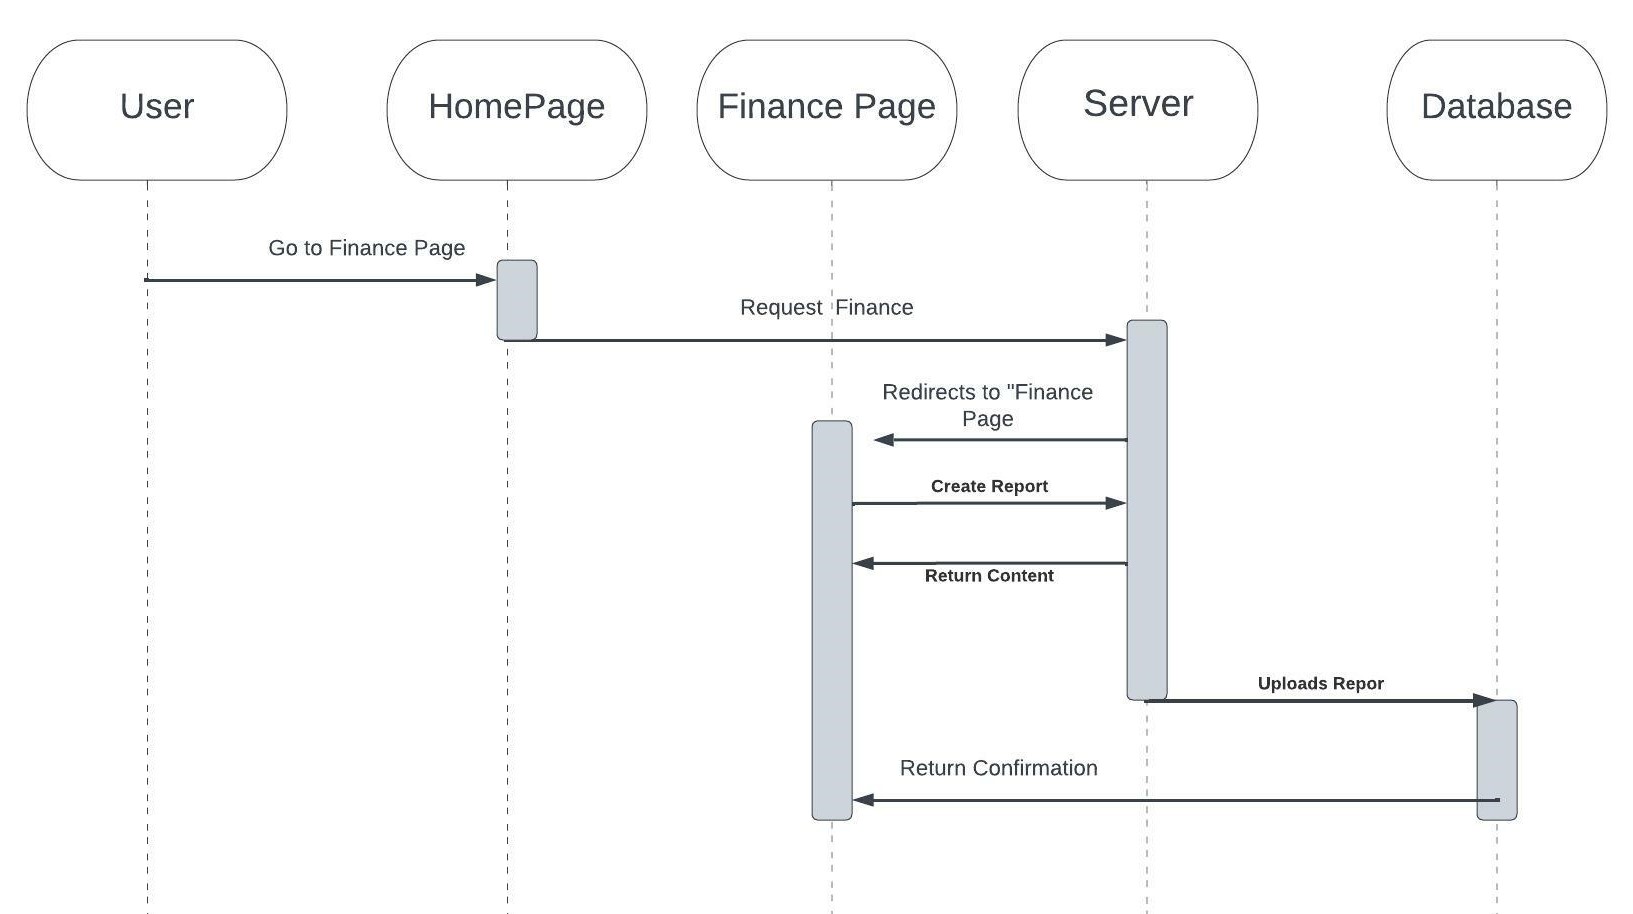 User
HomePage
Finance Page
Server
Database
Go to Finance Page
Request Finance
Redirects to "Finance
Page
Create Report
Return Content
Uploads Repor
Return Confirmation